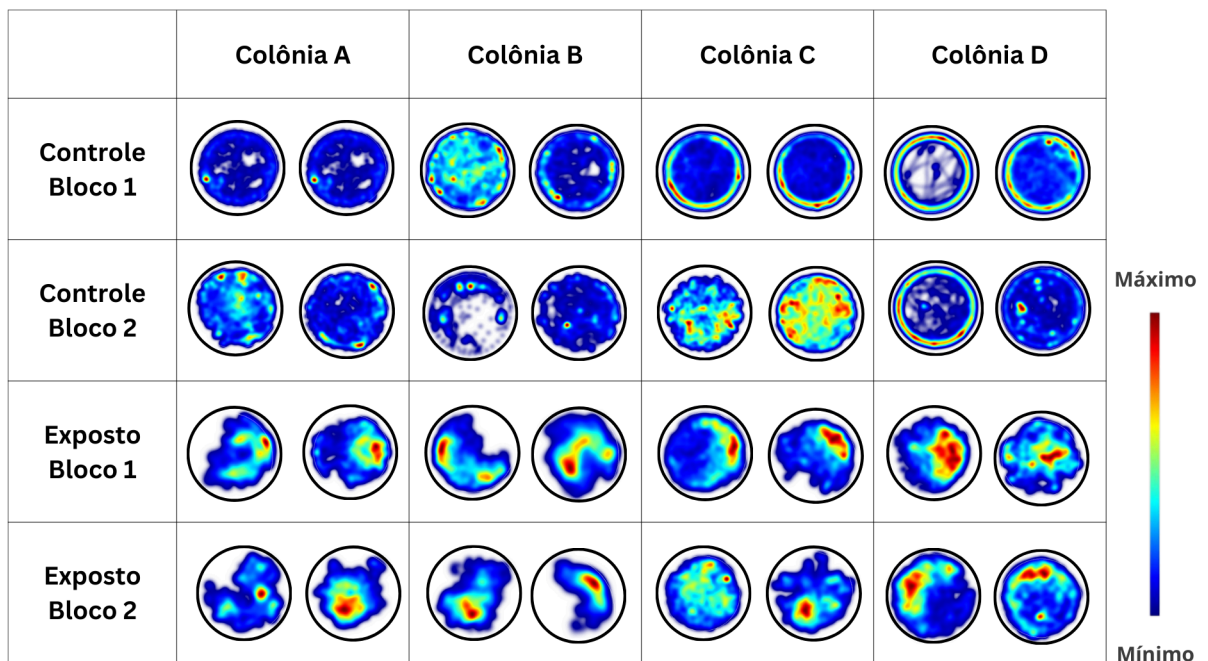 Colônia A
Colônia B
Colônia C
Colônia D
Controle
Bloco 1
Controle
Bloco 2
Exposto
Bloco 1
Exposto
Bloco 2
Máximo
Mínimo